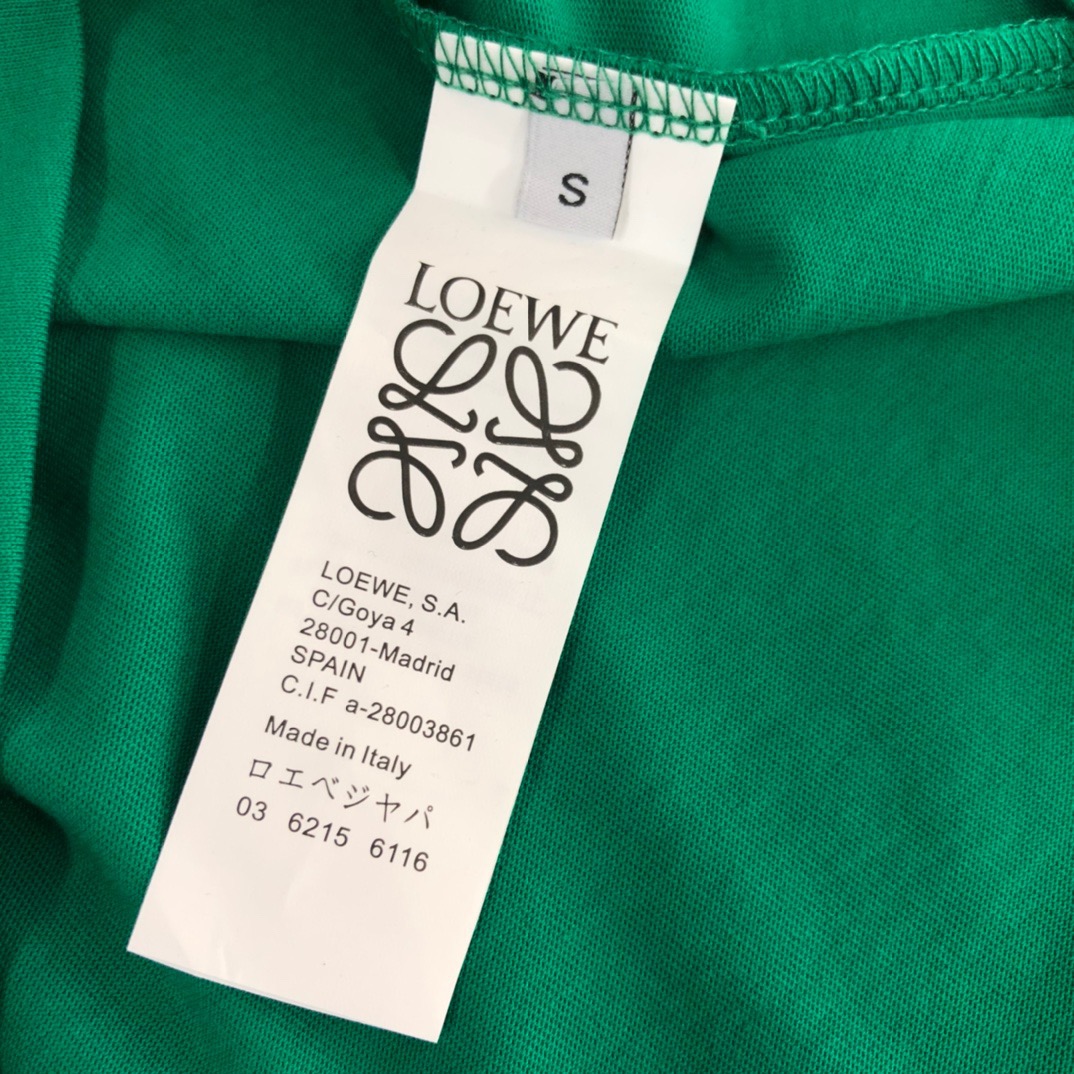 S
LOEWE
LOEWE, S.A.
C/Goya 4
28001-Madrid
SPAIN
C.I.F a-28003861
Made in Italy
ロエベジャパ
03 6215 6116